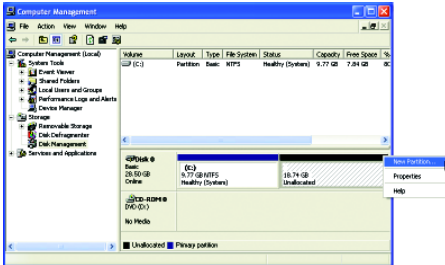 Computer Management
File Action View Window Help
Computer Management (Local)
System Tools
Event Viewer
Shared Folders
Local Users and Groups
Performance Logs and Alerts
Device Manager
Storage
Removable Storage
Disk Defragmenter
Disk Management
Services and Applications
Volume Layout Type File System Status Capacity Free Space %
(C:) Partition Basic NTFS Healthy (System) 9.77 GB 7.84 GB 80
Disk 0
Basic
28.50 GB
Online
(C:)
9.77 GB NTFS
Healthy (System)
18.74 GB
Unallocated
CD-ROM 0
DVD (D:)
No Media
Unallocated Primary partition
New Partition...
Properties
Help